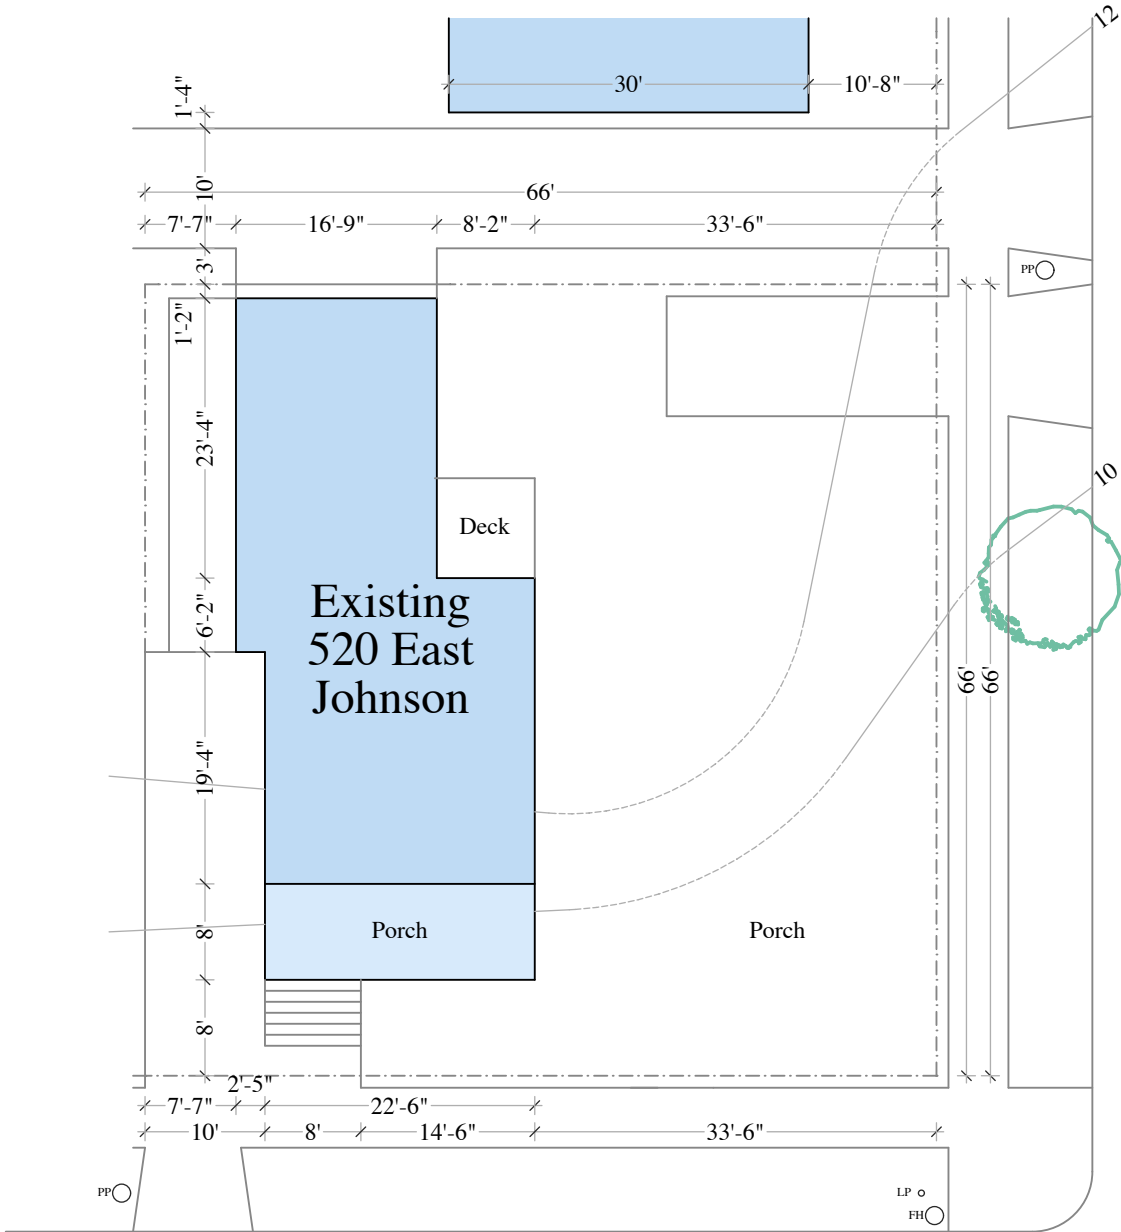 12
1'-4"
30'
10'-8"
10'
66'
7'-7"
16'-9"
8'-2"
33'-6"
3'
PP
1'-2"
23'-4"
10
Deck
6'-2"
Existing
520 East
Johnson
66'
66'
19'-4"
8'
Porch
Porch
8'
2'-5"
7'-7"
22'-6"
10'
8'
14'-6"
33'-6"
PP
LP
FH